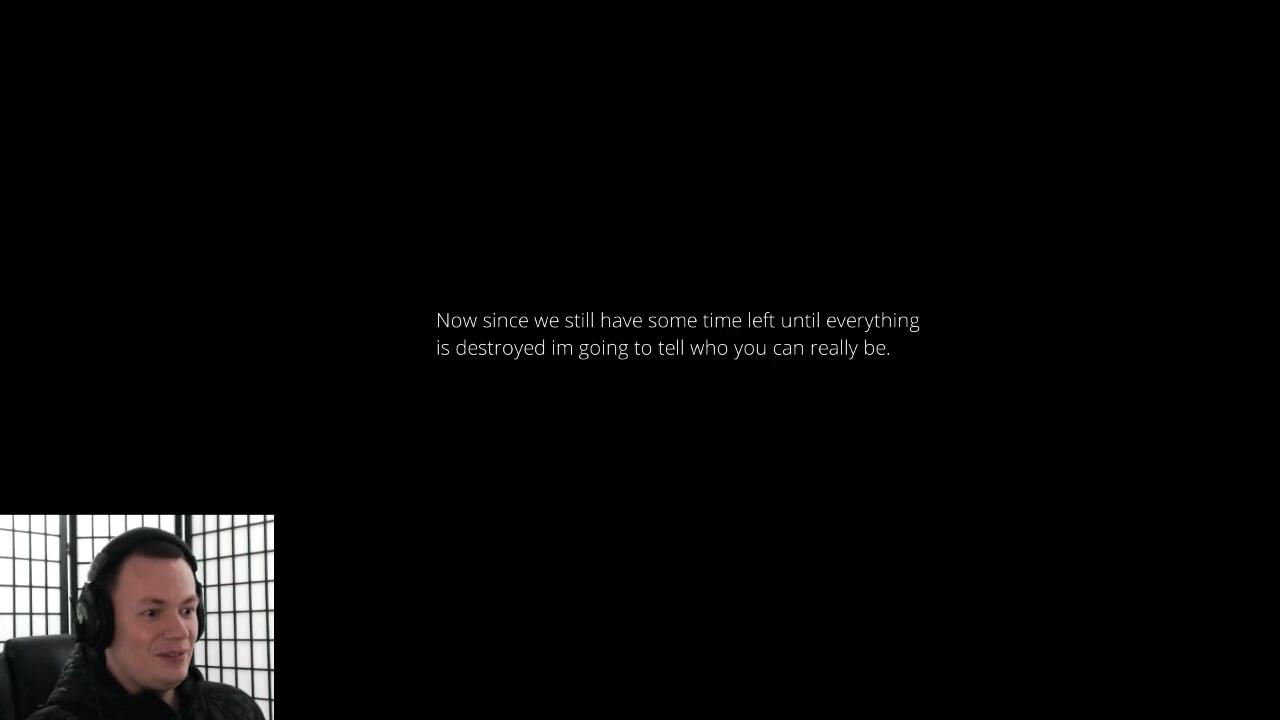 Now since we still have some time left until everything
is destroyed im going to tell who you can really be.